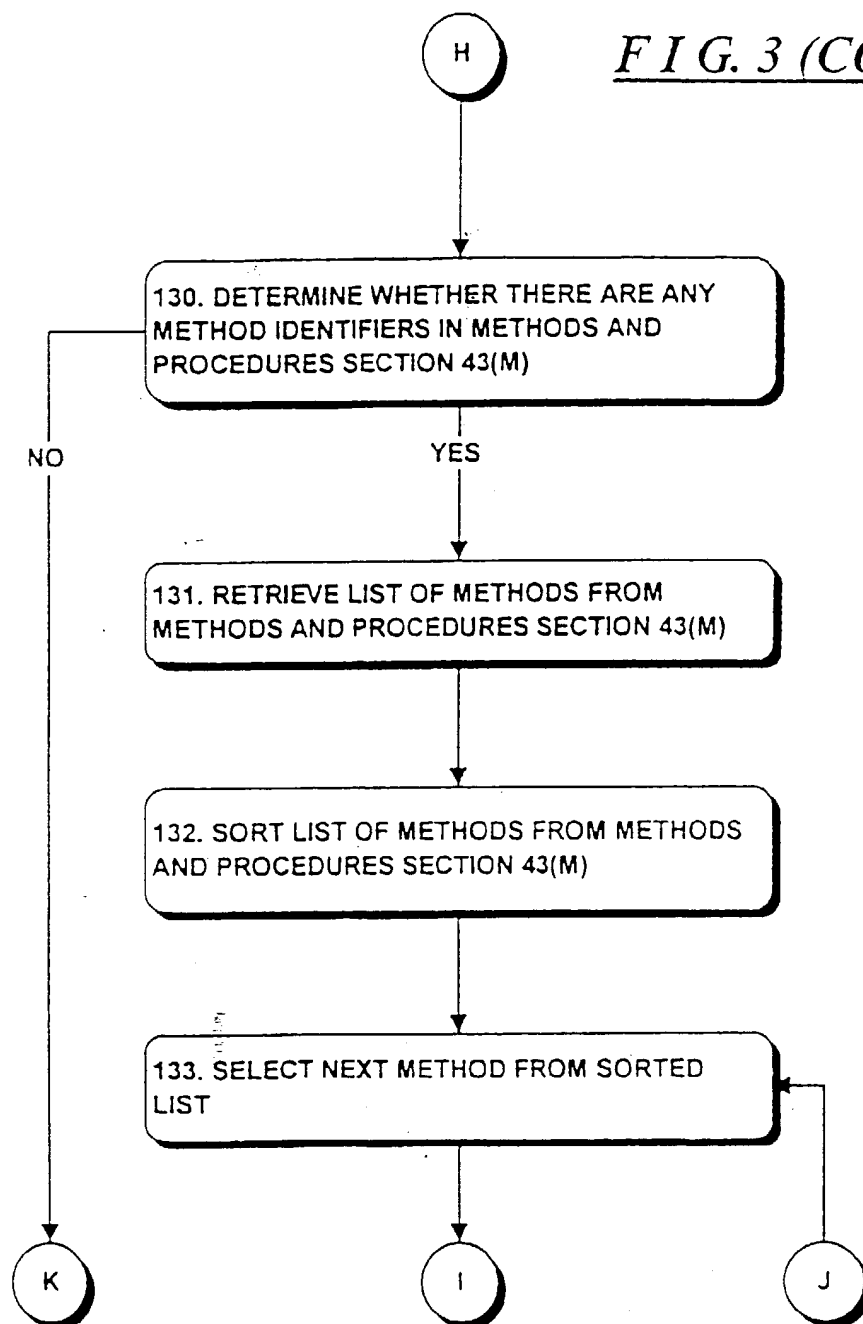 H
F I G. 3 (C
130. DETERMINE WHETHER THERE ARE ANY
METHOD IDENTIFIERS IN METHODS AND
PROCEDURES SECTION 43(M)
NO
YES
131. RETRIEVE LIST OF METHODS FROM
METHODS AND PROCEDURES SECTION 43(M)
132. SORT LIST OF METHODS FROM METHODS
AND PROCEDURES SECTION 43(M)
133. SELECT NEXT METHOD FROM SORTED
LIST
K
I
J